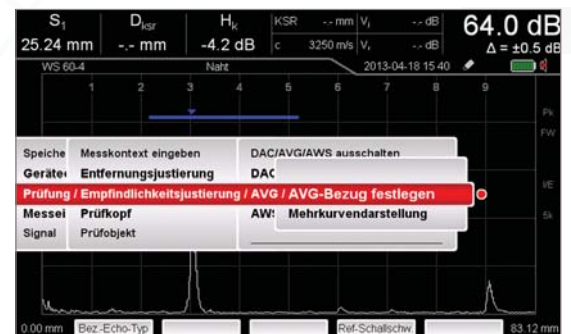 S1 Dksr Hk KSR -.- mm Vj -.- dB 64.0 dB
25.24 mm -.- mm -4.2 dB c 3250 m/s Vr -.- dB Δ = ±0.5 dB
WS 60-4 Naht 2013-04-18 15:40
1 2 3 4 5 6 7 8 9
Pk
FW
Speiche Messkontext eingeben DAC/AVG/AWS ausschalten
Geräte Entfernungsjustierung DAC
Prüfung / Empfindlichkeitsjustierung / AVG / AVG-Bezug festlegen
I/E
Messei Prüfkopf AWS Mehrkurvendarstellung
Sk
Signal Prüfobjekt
0.00 mm Bez.-Echo-Typ Ref-Schallschw. 83.12 mm